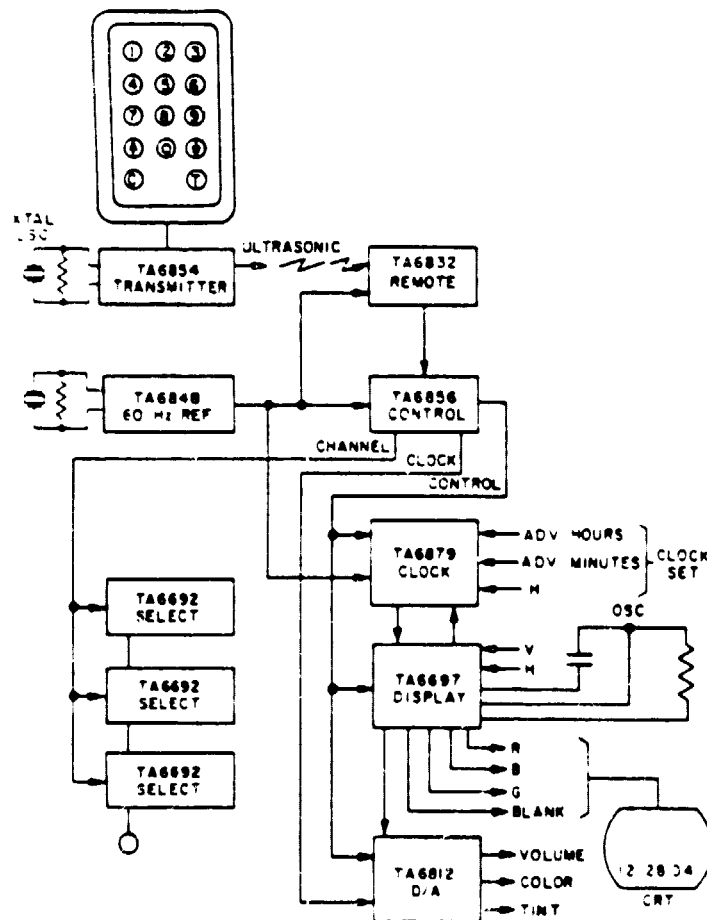 1 2 3
4 5 6
7 8 9
0
C T
XTAL
OSC
ULTRASONIC
TA6854
TRANSMITTER
TA6832
REMOTE
TA6848
60 Hz REF
TA6856
CONTROL
CHANNEL
CLOCK
CONTROL
TA6879
CLOCK
ADV HOURS
ADV MINUTES
H
CLOCK
SET
OSC
TA6692
SELECT
TA6697
DISPLAY
V
H
TA6692
SELECT
R
B
G
BLANK
TA6692
SELECT
TA6812
D/A
VOLUME
COLOR
TINT
12 28 04
CRT